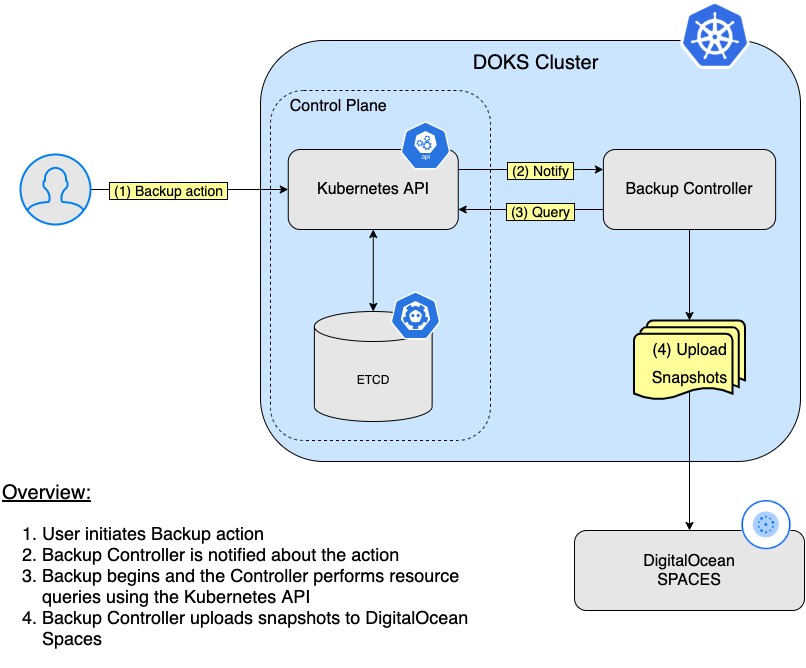 DOKS Cluster
Control Plane
api
Kubernetes API
(1) Backup action
(2) Notify
(3) Query
Backup Controller
ETCD
(4) Upload
Snapshots
DigitalOcean
SPACES
Overview:
1. User initiates Backup action
2. Backup Controller is notified about the action
3. Backup begins and the Controller performs resource
queries using the Kubernetes API
4. Backup Controller uploads snapshots to DigitalOcean
Spaces